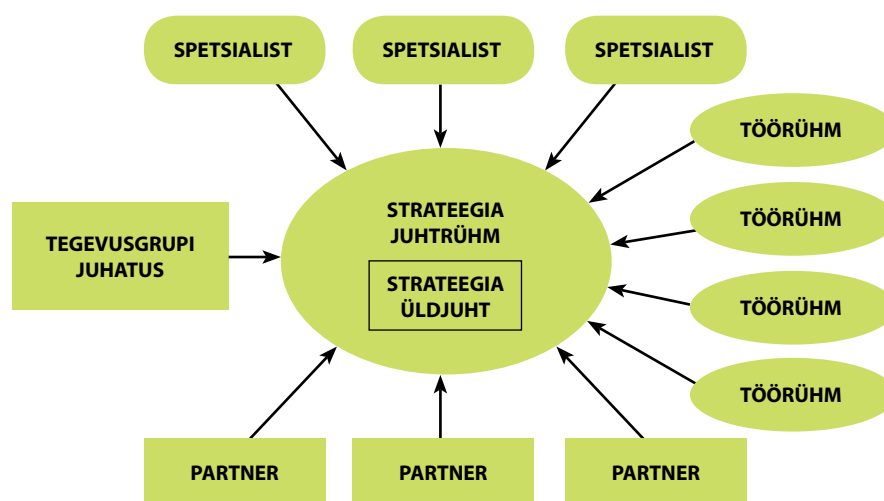 SPETSIALIST
SPETSIALIST
SPETSIALIST
TÖÖRÜHM
TÖÖRÜHM
TÖÖRÜHM
TÖÖRÜHM
TEGEVUSGRUPI
JUHATUS
STRATEEGIA
JUHTRÜHM
STRATEEGIA
ÜLDJUHT
PARTNER
PARTNER
PARTNER